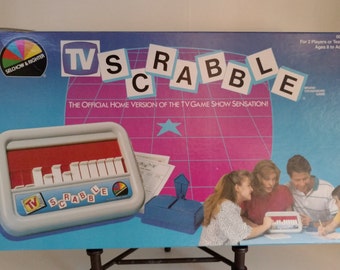 SELCHOW & RIGHTER
TV SCRABBLE
For 2 Players or Teams
Ages 8 to Adult
THE OFFICIAL HOME VERSION OF THE TV GAME SHOW SENSATION!
TV SCRABBLE